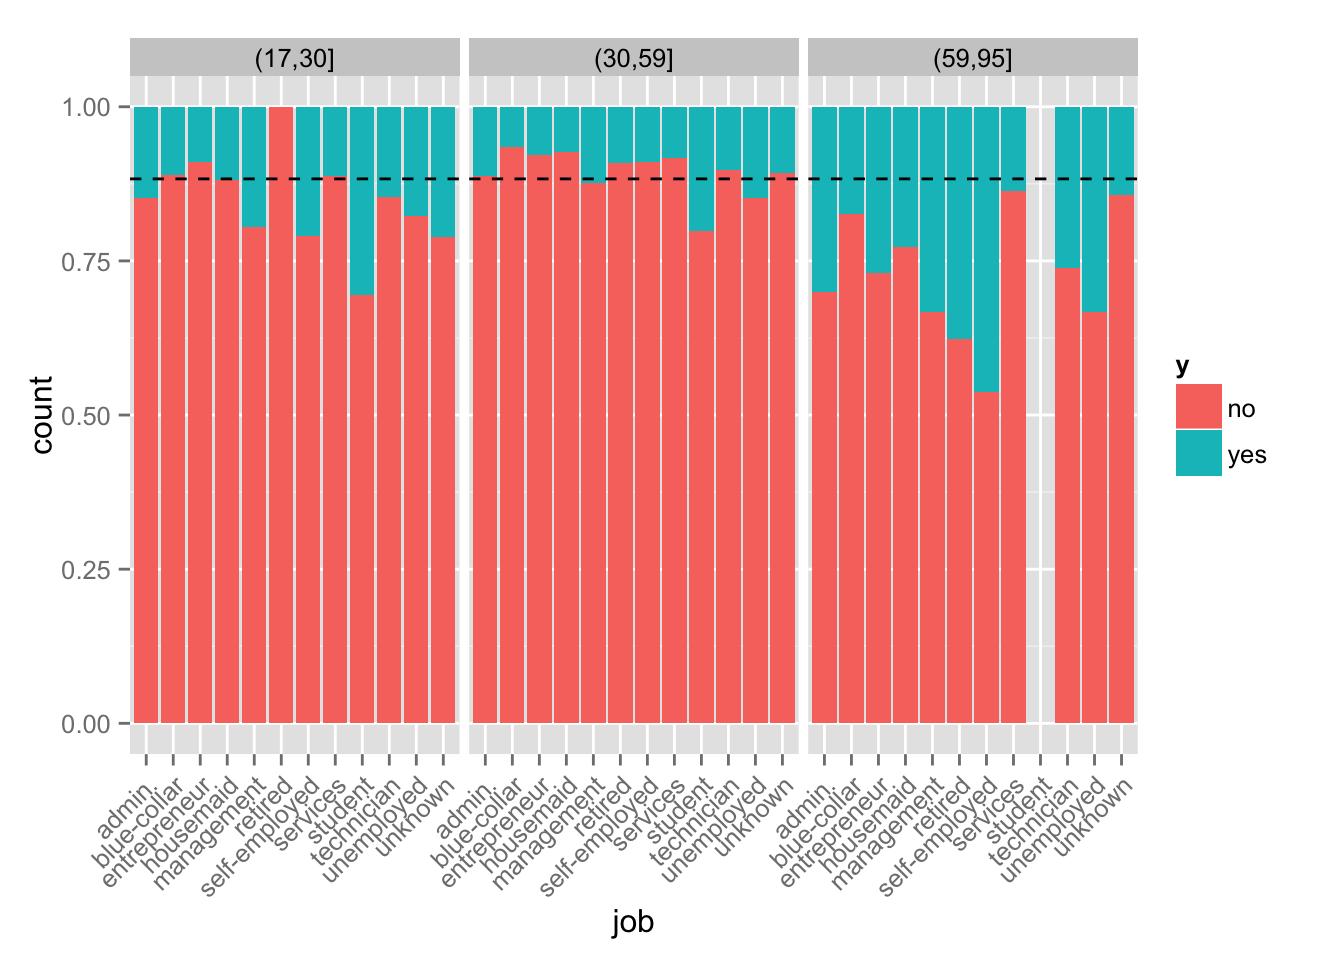 (17,30]
(30,59]
(59,95]
1.00
0.75
0.50
0.25
0.00
count
admin.
blue-collar
entrepreneur
housemaid
management
retired
self-employed
services
student
technician
unemployed
unknown
admin.
blue-collar
entrepreneur
housemaid
management
retired
self-employed
services
student
technician
unemployed
unknown
admin.
blue-collar
entrepreneur
housemaid
management
retired
self-employed
services
student
technician
unemployed
unknown
job
y
no
yes